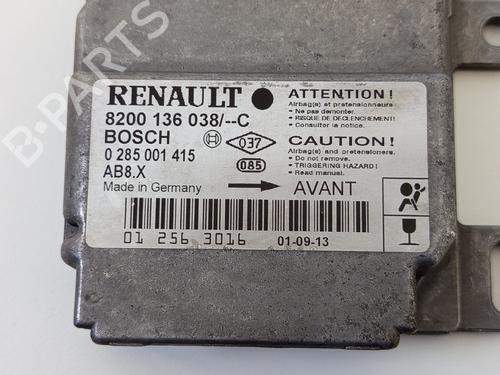 B-PARTS
RENAULT
8200 136 038/--C
BOSCH
0 285 001 415
AB8.X
Made in Germany
037
085
AVANT
ATTENTION!
Airbag(s) et pretensionneurs
- Ne pas démonter.
- RISQUE DE DECLENCHEMENT!
- Consulter la notice.
CAUTION!
Airbag(s) and pretensioners.
- Do not remove.
- TRIGGERING HAZARD!
- Read manual.
01 256 3016
01-09-13